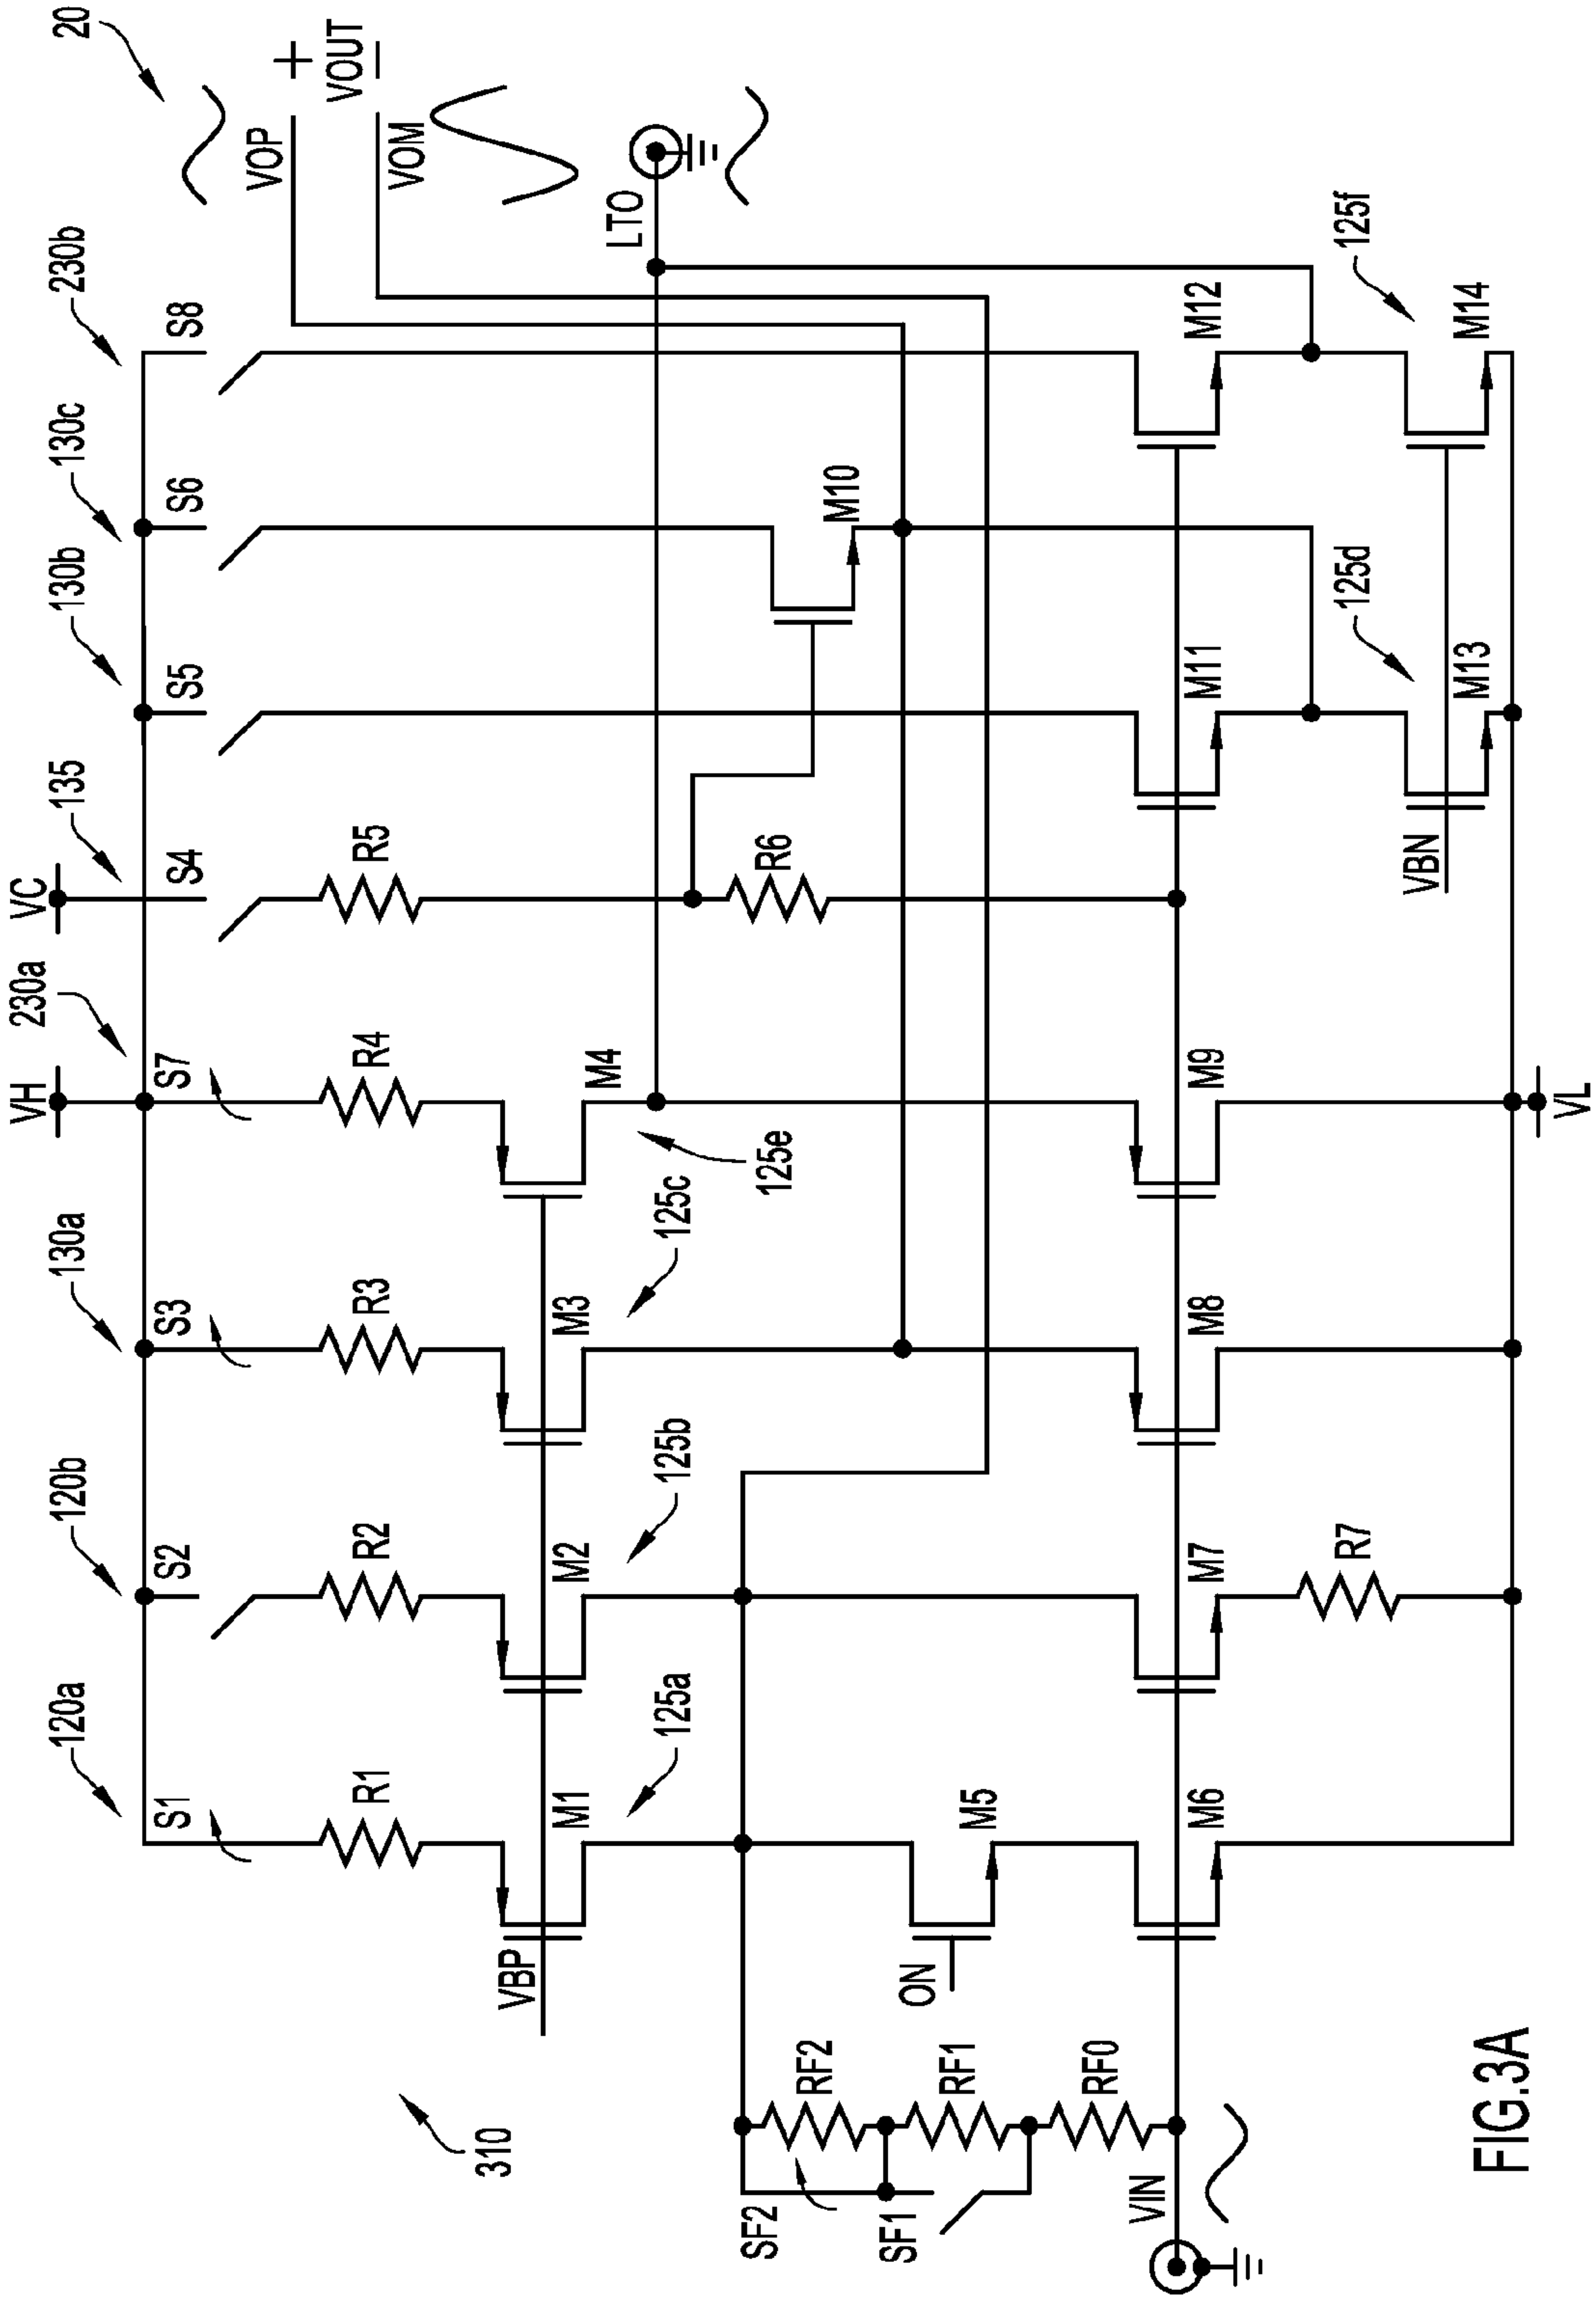 20
120a
120b
130a
230a
135
130b
130c
230b
VH
VC
S1
S2
S3
S7
S4
S5
S6
S8
VOP
+
VOUT
−
VOM
310
R1
R2
R3
R4
R5
VBP
M1
M2
M3
M4
LTO
125a
125b
125c
125e
R6
M10
SF2
RF2
SF1
RF1
ON
M5
RF0
VIN
M6
M7
M8
M9
M11
M12
R7
125d
125f
VBN
M13
M14
VL
FIG.3A